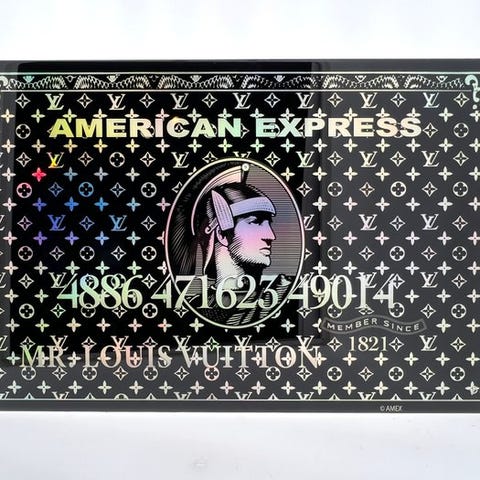 AMERICAN EXPRESS
4886 471623 49014
MEMBER SINCE
1821
MR LOUIS VUITTON
© AMEX